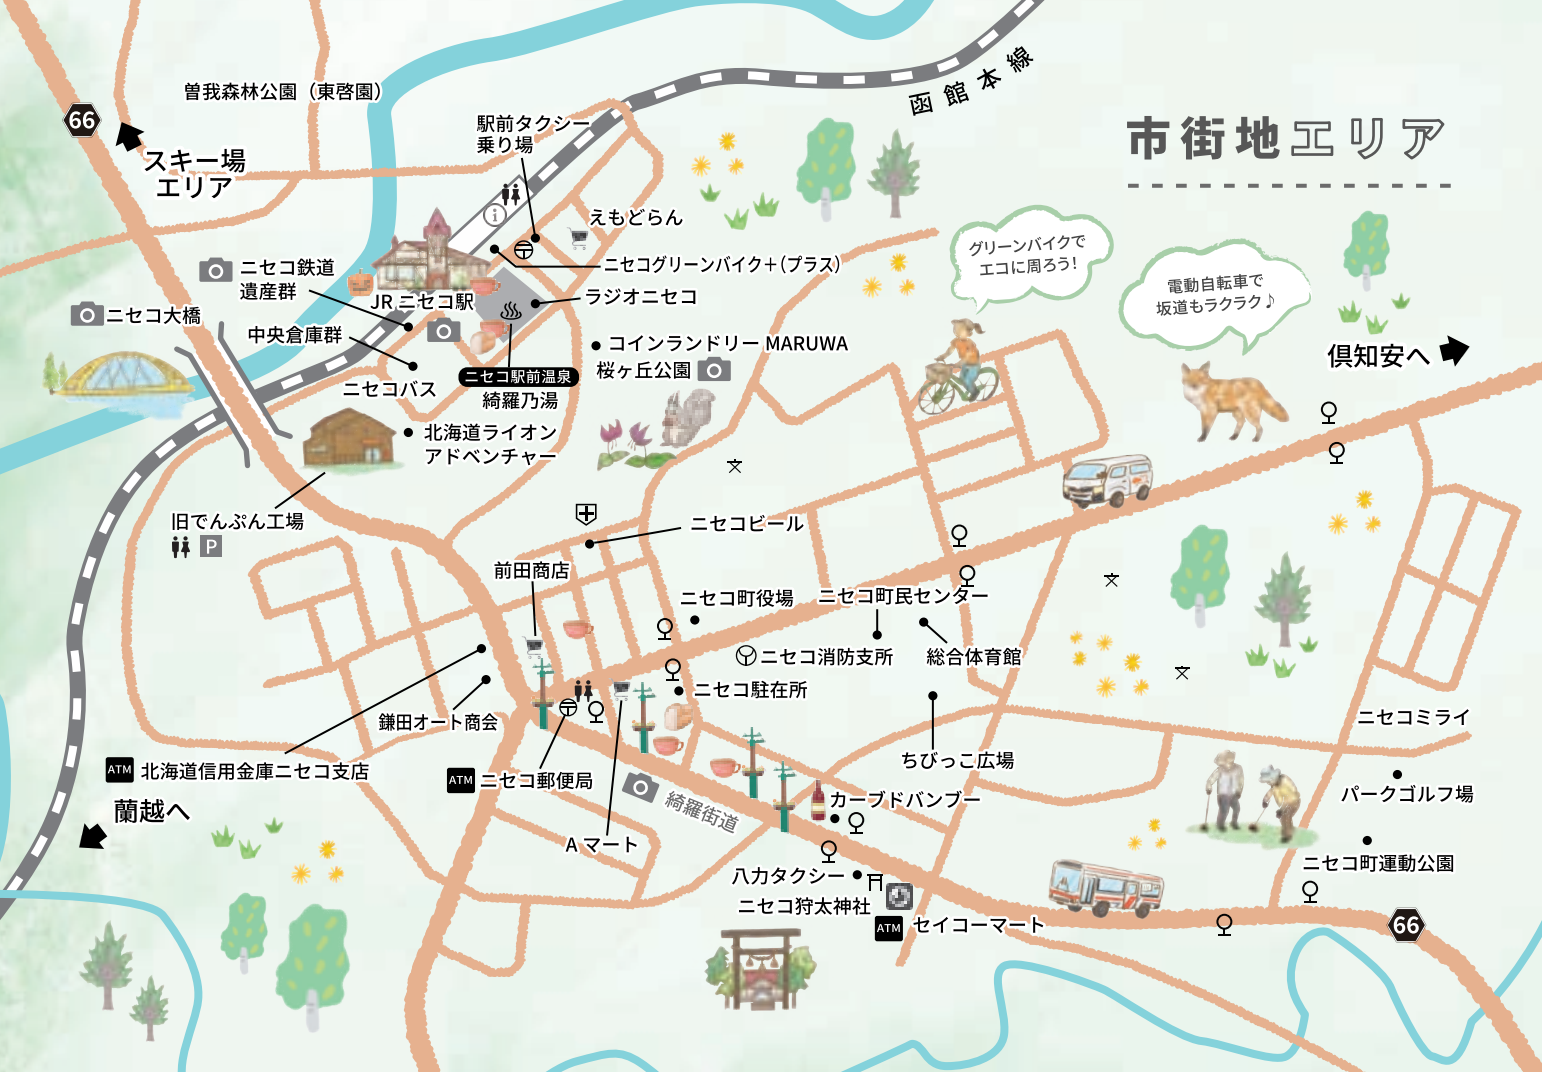 市街地エリア
函館本線
曽我森林公園（東啓園）
66
スキー場
エリア
駅前タクシー
乗り場
えもどらん
ニセコグリーンバイク＋（プラス）
ラジオニセコ
ニセコ鉄道
遺産群
JR ニセコ駅
ニセコ大橋
中央倉庫群
ニセコバス
ニセコ駅前温泉
綺羅乃湯
コインランドリー MARUWA
桜ヶ丘公園
北海道ライオン
アドベンチャー
グリーンバイクで
エコに周ろう!
電動自転車で
坂道もラクラク♪
倶知安へ
旧でんぷん工場
P
ニセコビール
前田商店
ニセコ町役場
ニセコ町民センター
ニセコ消防支所
総合体育館
ニセコ駐在所
鎌田オート商会
ATM
北海道信用金庫ニセコ支店
蘭越へ
ATM
ニセコ郵便局
A マート
綺羅街道
ちびっこ広場
カーブドバンブー
八力タクシー
ニセコ狩太神社
ATM
セイコーマート
ニセコミライ
パークゴルフ場
ニセコ町運動公園
66